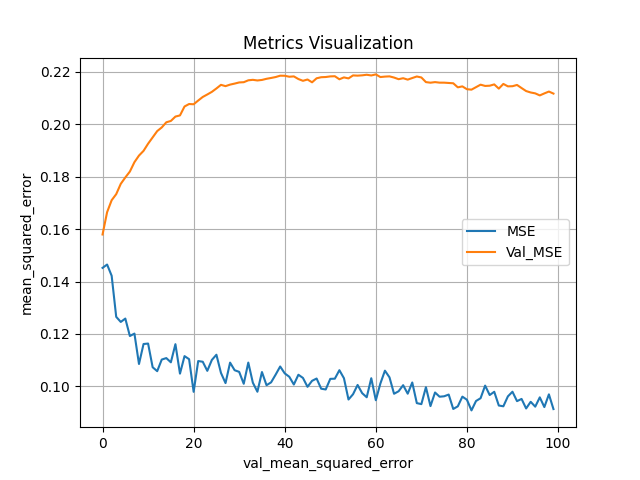 Metrics Visualization
mean_squared_error
0.22
0.20
0.18
0.16
0.14
0.12
0.10
MSE
Val_MSE
0 20 40 60 80 100
val_mean_squared_error